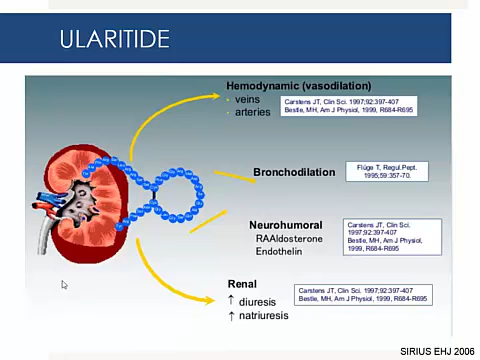 ULARITIDE
Hemodynamic (vasodilation)
• veins
• arteries
Carstens JT, Clin Sci. 1997;92:397-407
Bestle, MH, Am J Physiol, 1999, R684-R695
Bronchodilation
Flüge T, Regul.Pept.
1995;59:357-70.
Neurohumoral
RAAldosterone
Endothelin
Carstens JT, Clin Sci.
1997;92:397-407
Bestle, MH, Am J Physiol,
1999, R684-R695
Renal
↑ diuresis
↑ natriuresis
Carstens JT, Clin Sci. 1997;92:397-407
Bestle, MH, Am J Physiol, 1999, R684-R695
SIRIUS EHJ 2006